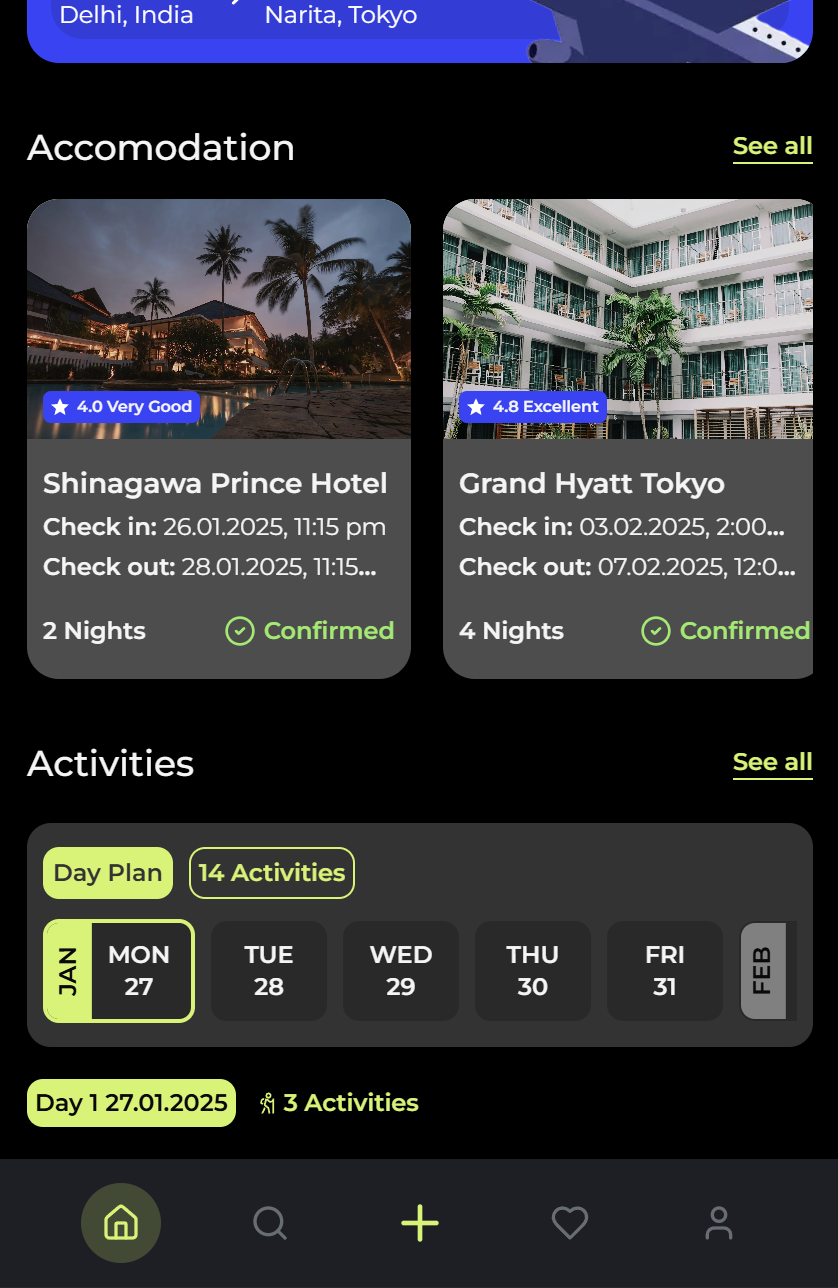 Delhi, India
Narita, Tokyo
Accomodation
See all
4.0 Very Good
Shinagawa Prince Hotel
Check in: 26.01.2025, 11:15 pm
Check out: 28.01.2025, 11:15...
2 Nights
Confirmed
4.8 Excellent
Grand Hyatt Tokyo
Check in: 03.02.2025, 2:00...
Check out: 07.02.2025, 12:0...
4 Nights
Confirmed
Activities
See all
Day Plan
14 Activities
JAN
MON
27
TUE
28
WED
29
THU
30
FRI
31
FEB
Day 1 27.01.2025
3 Activities